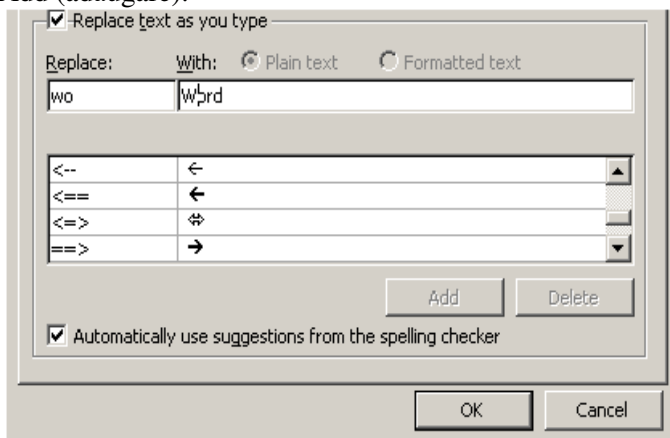 Add (adaugare).
Replace text as you type
Replace: With: Plain text Formatted text
wo Word
<-- ←
<== 🡸
<=> ⇔
==> 🡺
Add Delete
Automatically use suggestions from the spelling checker
OK Cancel